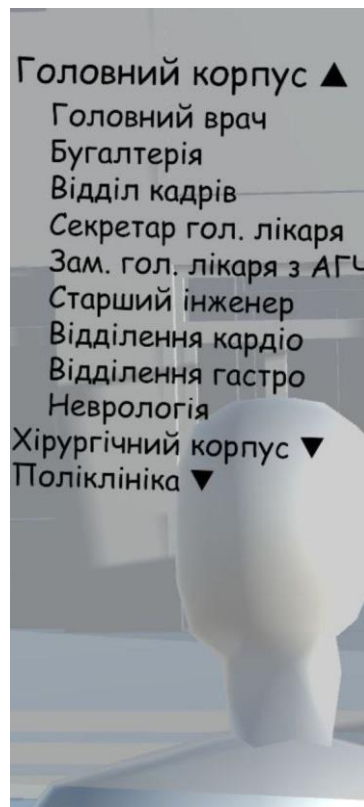 Головний корпус ▲
Головний врач
Бугалтерія
Відділ кадрів
Секретар гол. лікаря
Зам. гол. лікаря з АГЧ
Старший інженер
Відділення кардіо
Відділення гастро
Неврологія
Хірургічний корпус ▼
Поліклініка ▼